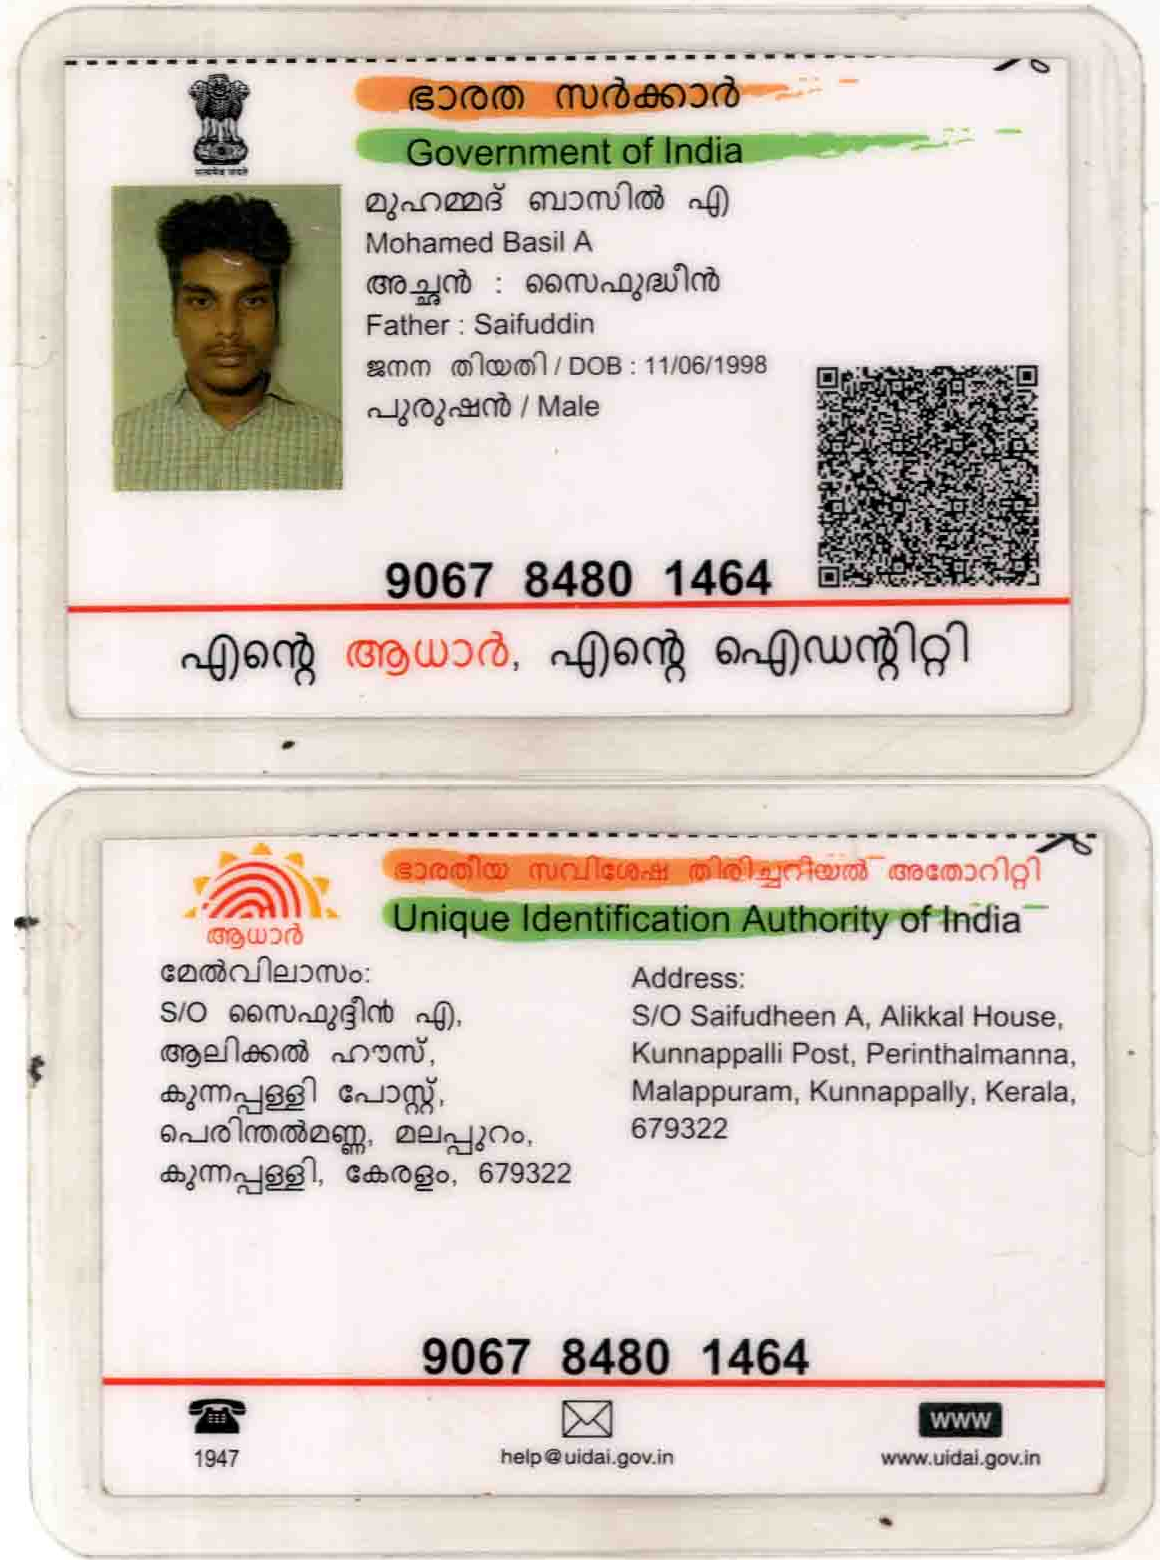 भारത സർക്കാർ
Government of India
മുഹമ്മദ് ബാസിൽ എ
Mohamed Basil A
അച്ഛൻ : സൈഫുദ്ധീൻ
Father : Saifuddin
ജനന തിയതി / DOB : 11/06/1998
പുരുഷൻ / Male
9067 8480 1464
എന്റെ ആധാർ, എന്റെ ഐഡന്റിറ്റി
ഭാരതീയ സവിശേഷ തിരിച്ചറിയൽ അതോറിറ്റി
Unique Identification Authority of India
ആധാർ
മേൽവിലാസം:
S/O സൈഫുദ്ദീൻ എ,
ആലിക്കൽ ഹൗസ്,
കുന്നപ്പള്ളി പോസ്റ്റ്,
പെരിന്തൽമണ്ണ, മലപ്പുറം,
കുന്നപ്പള്ളി, കേരളം, 679322
Address:
S/O Saifudheen A, Alikkal House,
Kunnappalli Post, Perinthalmanna,
Malappuram, Kunnappally, Kerala,
679322
9067 8480 1464
1947
help@uidai.gov.in
www
www.uidai.gov.in